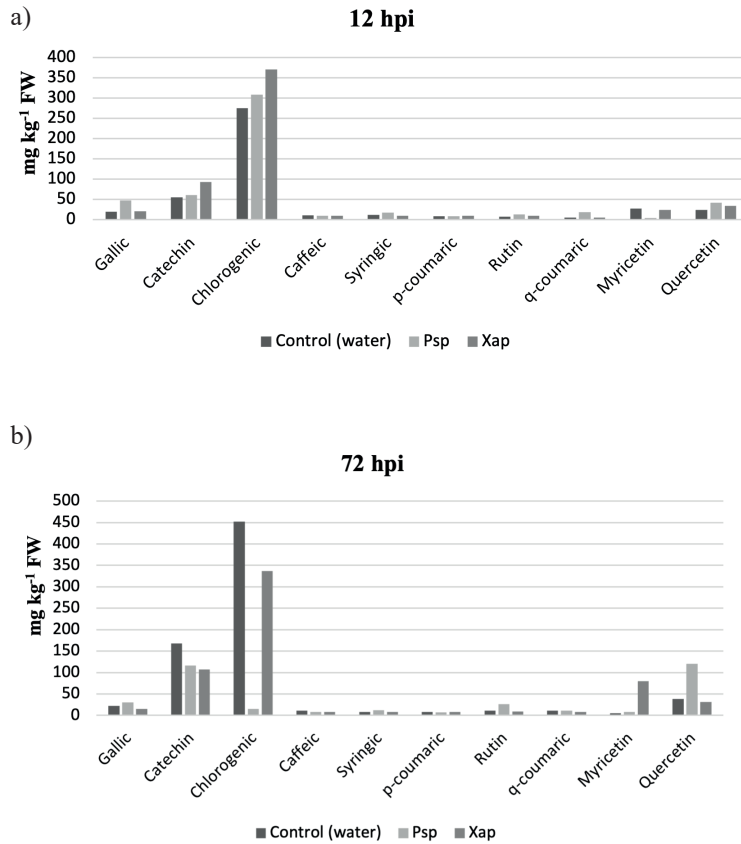 a)
12 hpi
mg kg-1 FW
400
350
300
250
200
150
100
50
0
Gallic
Catechin
Chlorogenic
Caffeic
Syringic
p-coumaric
Rutin
q-coumaric
Myricetin
Quercetin
Control (water) Psp Xap
b)
72 hpi
mg kg-1 FW
500
450
400
350
300
250
200
150
100
50
0
Gallic
Catechin
Chlorogenic
Caffeic
Syringic
p-coumaric
Rutin
q-coumaric
Myricetin
Quercetin
Control (water) Psp Xap